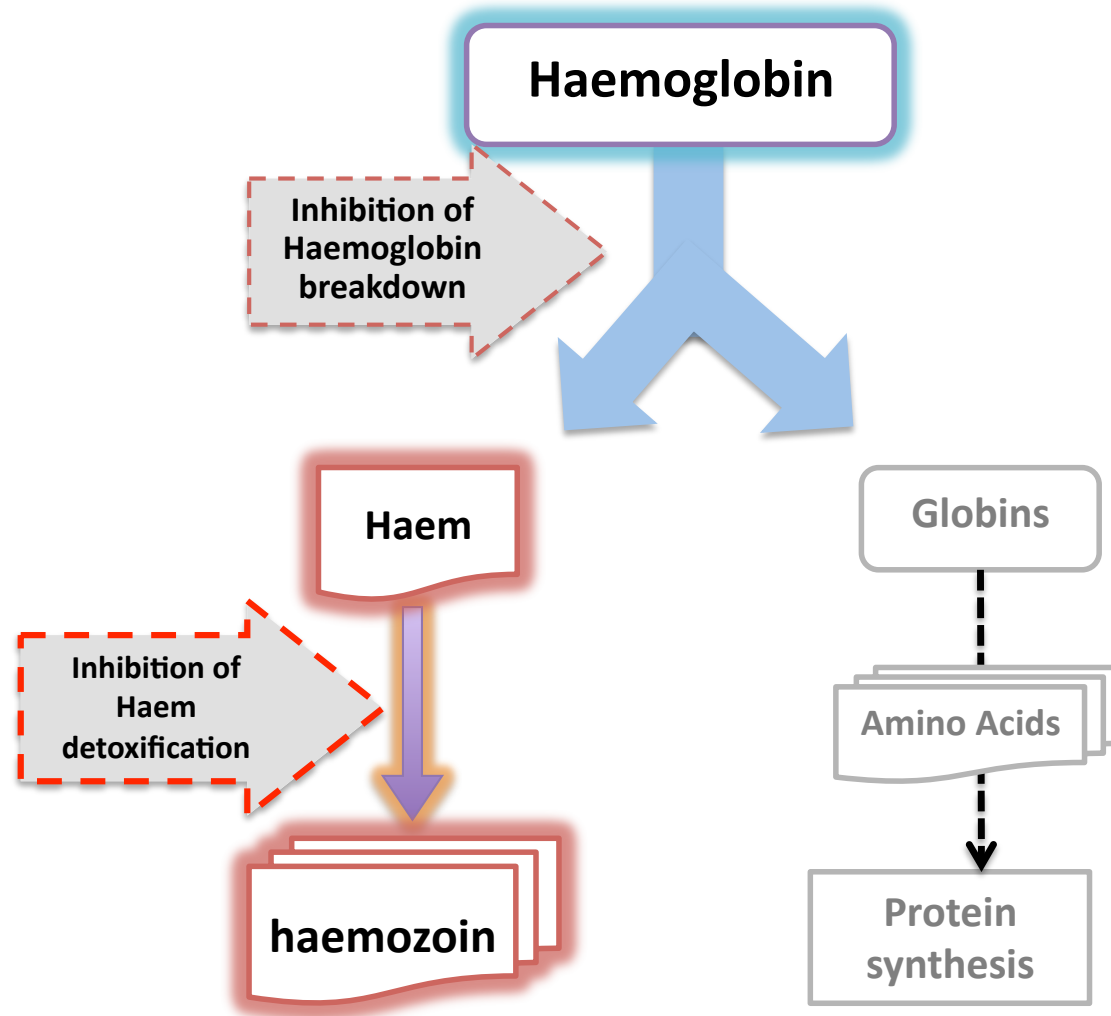 Haemoglobin
Inhibition of
Haemoglobin
breakdown
Haem
Globins
Inhibition of
Haem
detoxification
Amino Acids
haemozoin
Protein
synthesis